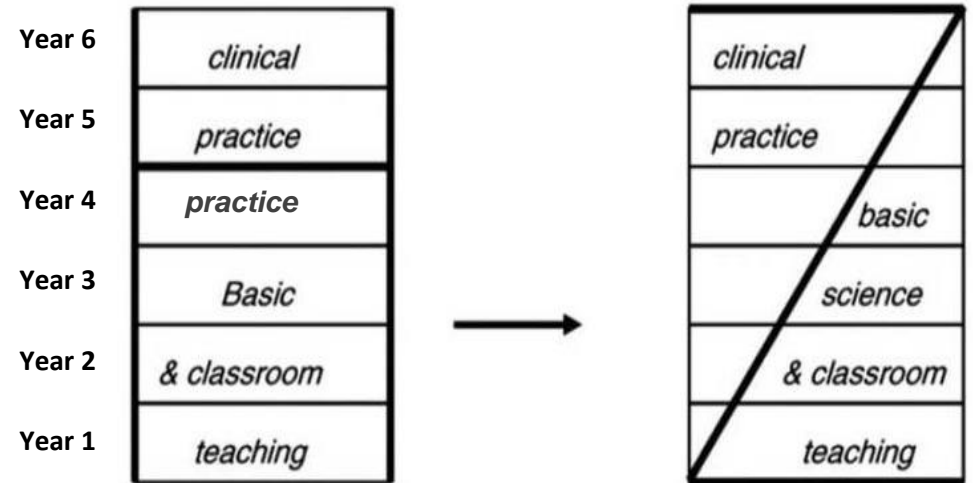 Year 6 clinical clinical
Year 5 practice practice
Year 4 practice basic
Year 3 Basic science
Year 2 & classroom & classroom
Year 1 teaching teaching